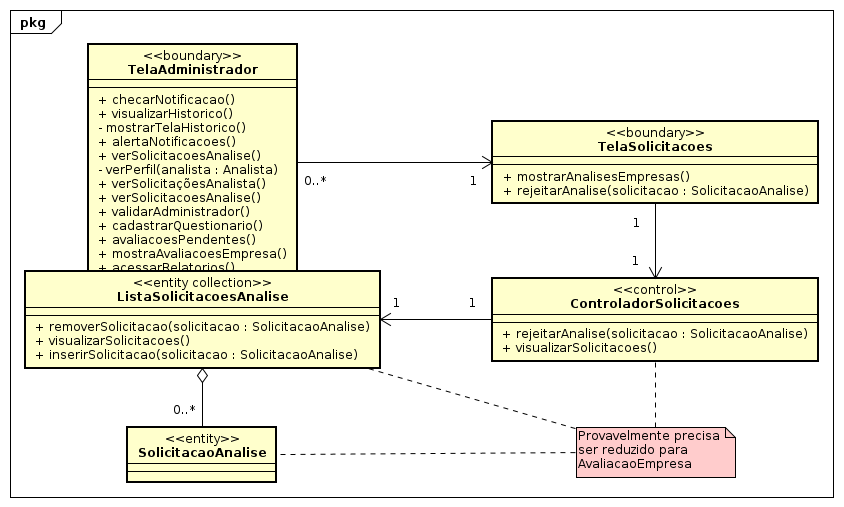 pkg
<<boundary>>
TelaAdministrador
+ checarNotificacao()
+ visualizarHistorico()
- mostrarTelaHistorico()
+ alertaNotificacoes()
+ verSolicitacoesAnalise()
- verPerfil(analista : Analista)
+ verSolicitaçõesAnalista()
+ verSolicitacoesAnalise()
+ validarAdministrador()
+ cadastrarQuestionario()
+ avaliacoesPendentes()
+ mostraAvaliacoesEmpresa()
+ acessarRelatorios()
0..*
1
<<boundary>>
TelaSolicitacoes
+ mostrarAnalisesEmpresas()
+ rejeitarAnalise(solicitacao : SolicitacaoAnalise)
1
1
<<entity collection>>
ListaSolicitacoesAnalise
+ removerSolicitacao(solicitacao : SolicitacaoAnalise)
+ visualizarSolicitacoes()
+ inserirSolicitacao(solicitacao : SolicitacaoAnalise)
1
1
<<control>>
ControladorSolicitacoes
+ rejeitarAnalise(solicitacao : SolicitacaoAnalise)
+ visualizarSolicitacoes()
0..*
<<entity>>
SolicitacaoAnalise
Provavelmente precisa
ser reduzido para
AvaliacaoEmpresa